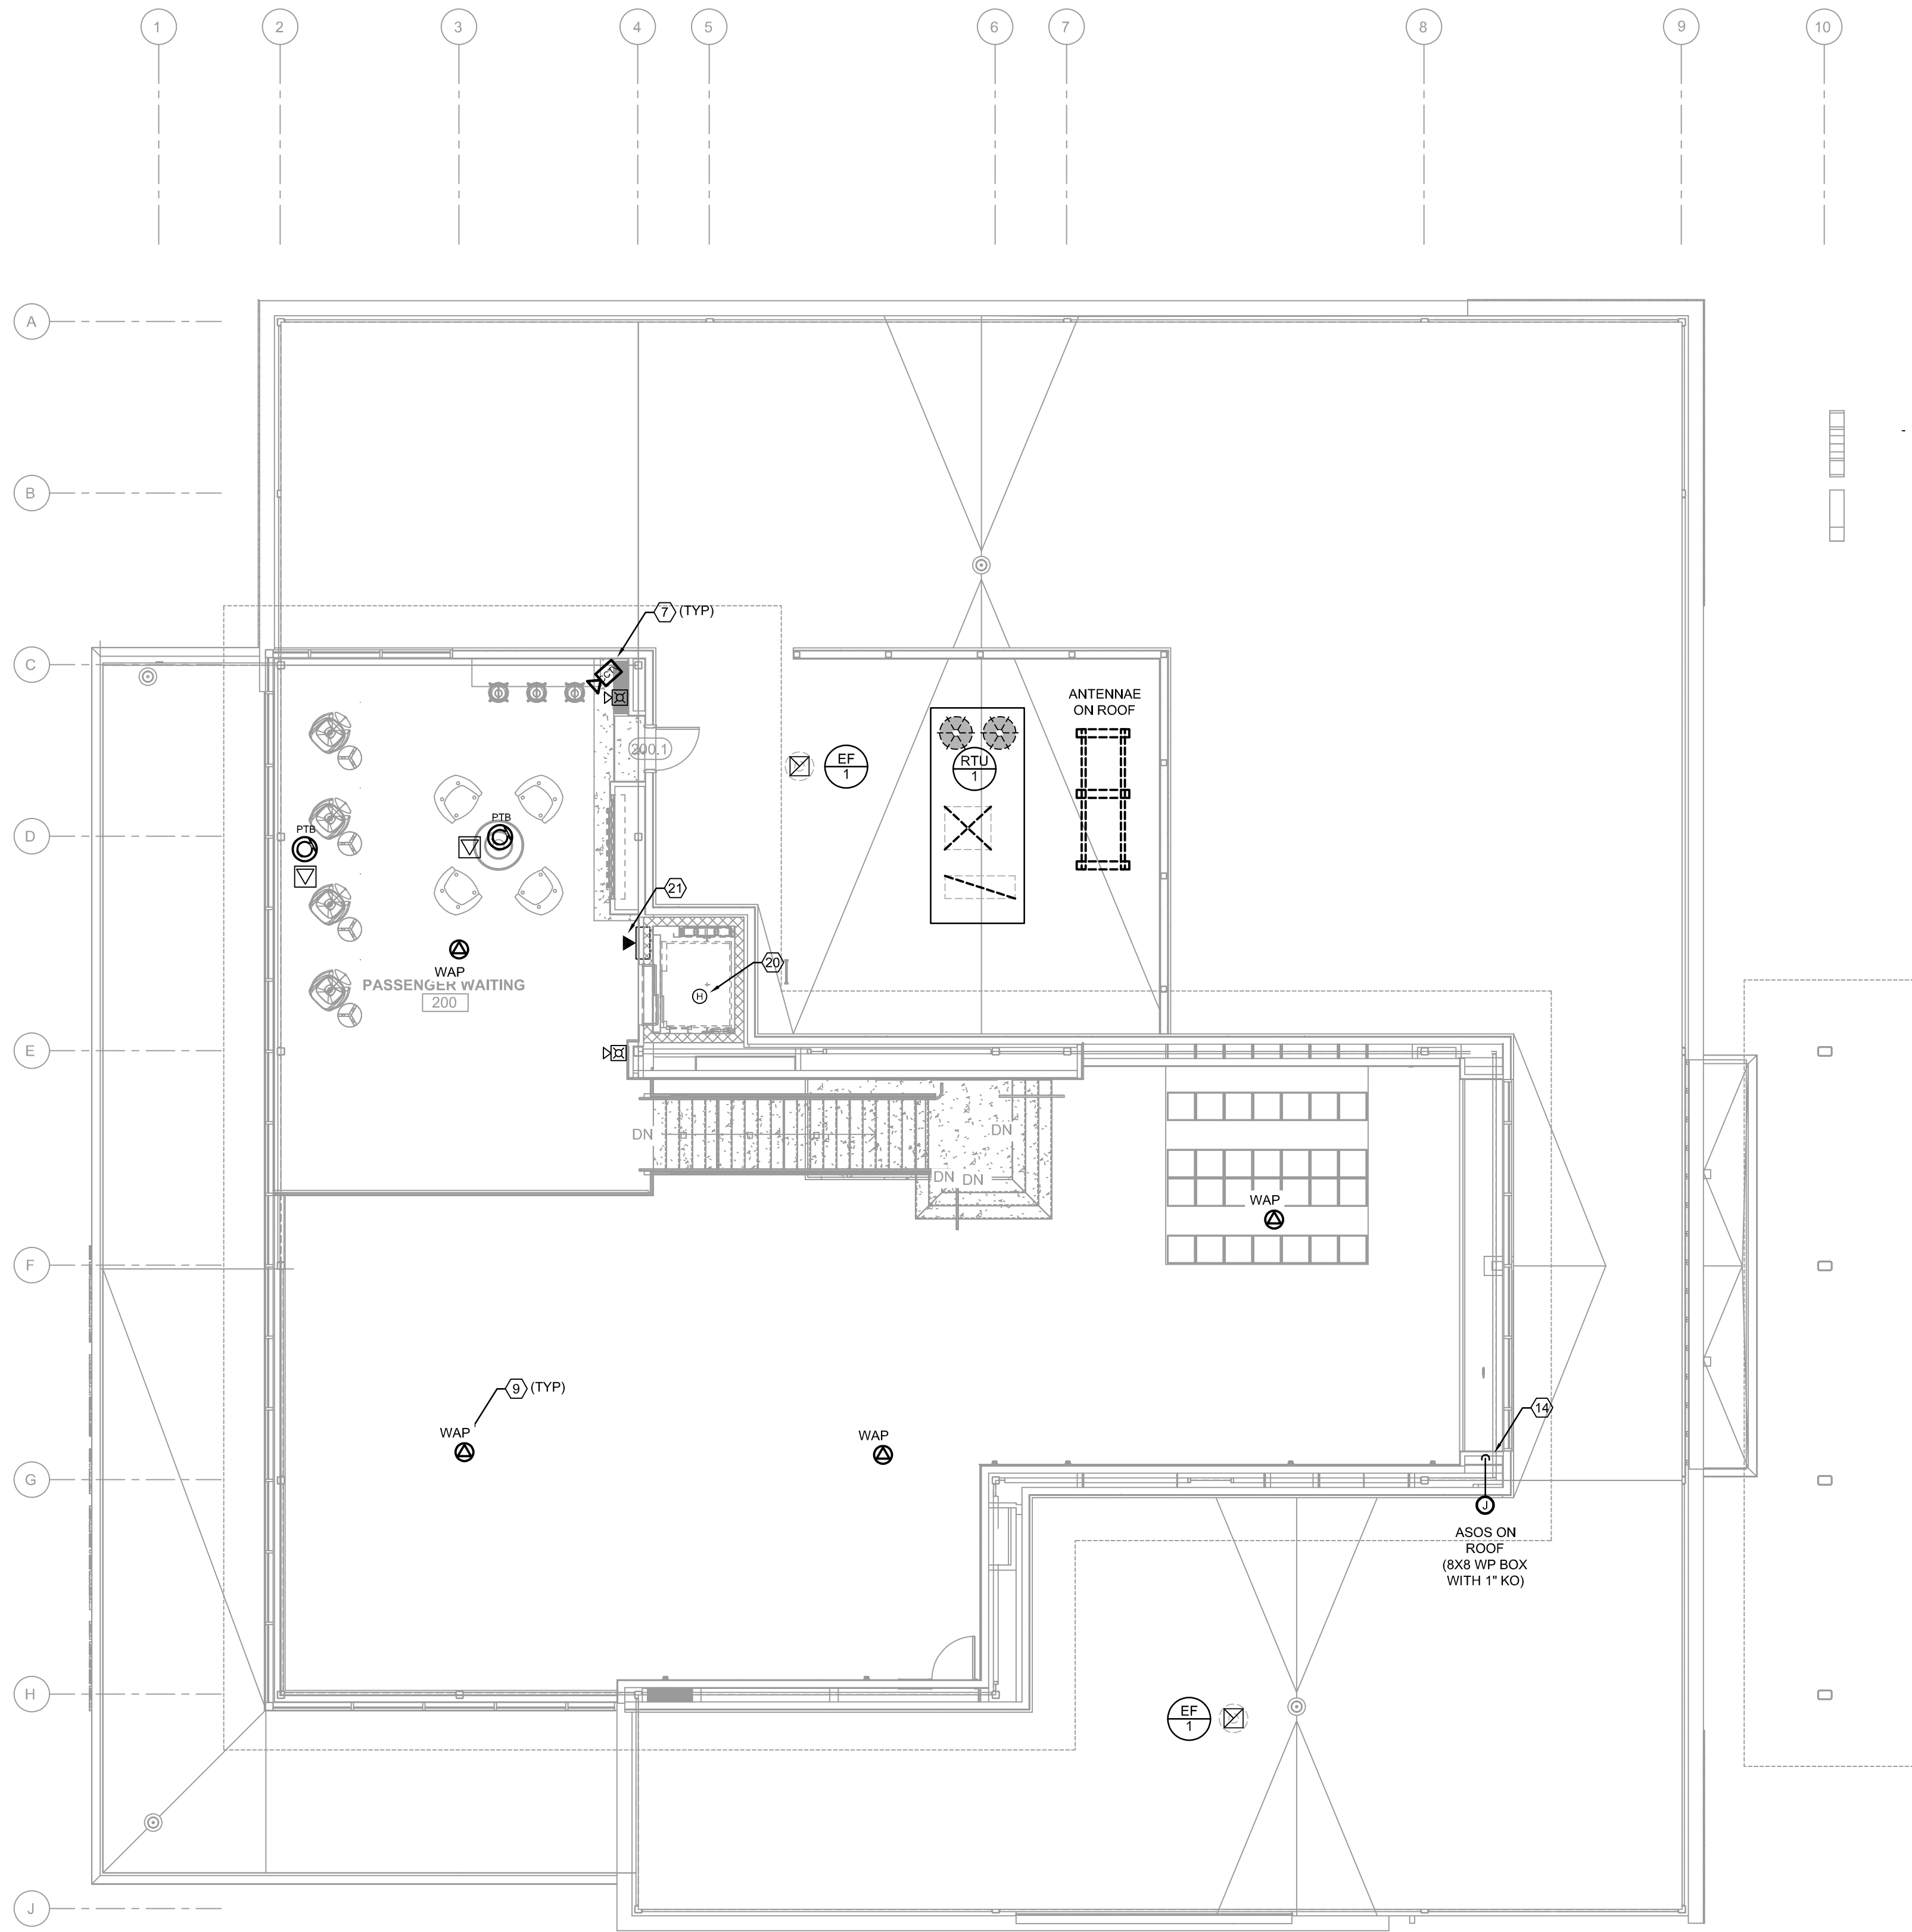 1
2
3
4
5
6
7
8
9
10
A
B
C
D
E
F
G
H
J
7 (TYP)
200.1
EF
1
RTU
1
ANTENNAE
ON ROOF
PTB
PTB
21
20
H
WAP
PASSENGER WAITING
200
DN
DN
DN
DN
WAP
9 (TYP)
WAP
WAP
14
J
ASOS ON
ROOF
(8X8 WP BOX
WITH 1" KO)
EF
1